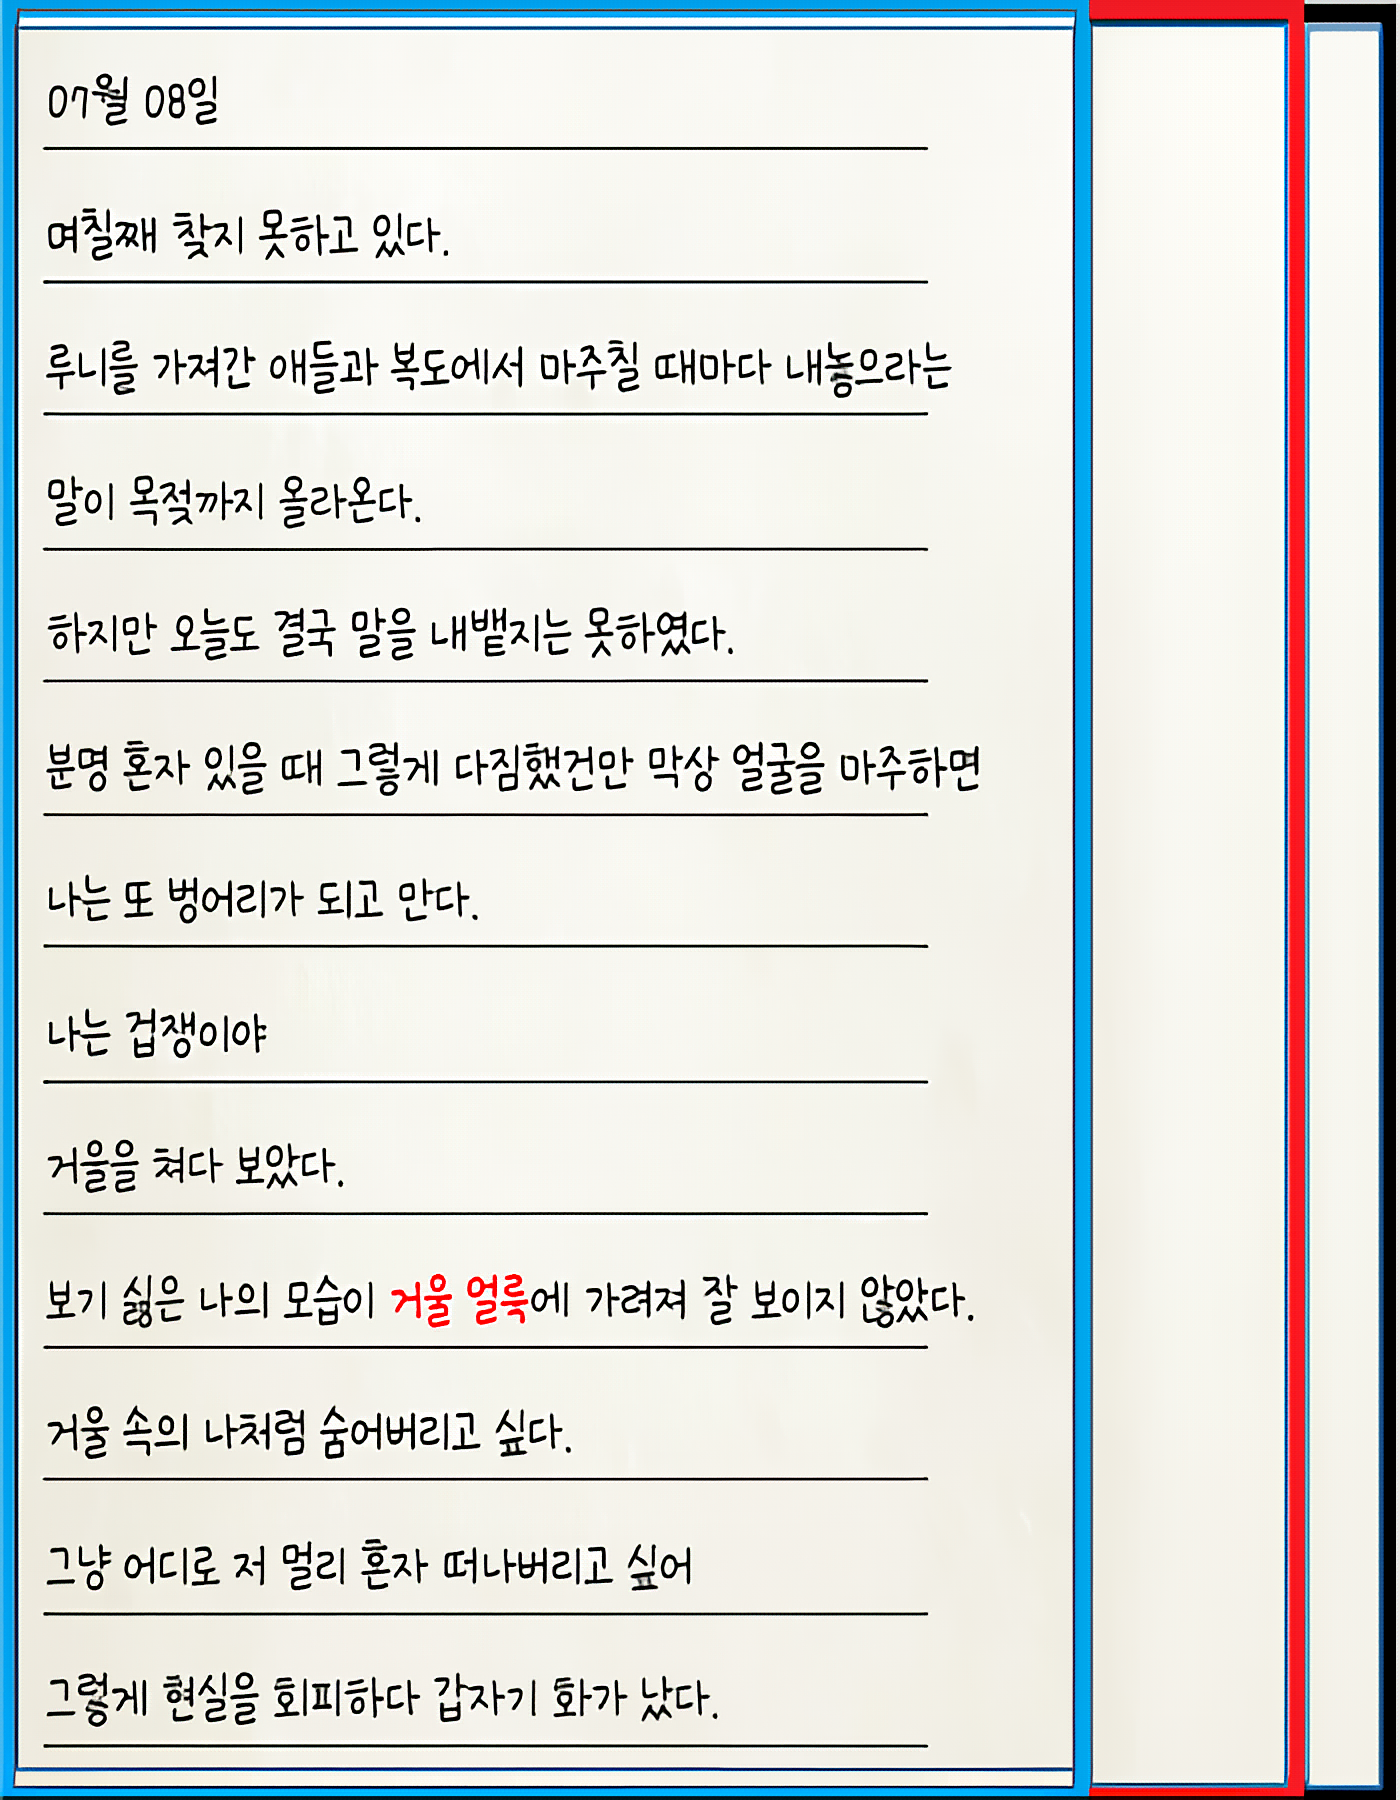 07월 08일
며칠째 찾지 못하고 있다.
루니를 가져간 애들과 복도에서 마주칠 때마다 내놓으라는
말이 목젖까지 올라온다.
하지만 오늘도 결국 말을 내뱉지는 못하였다.
분명 혼자 있을 때 그렇게 다짐했건만 막상 얼굴을 마주하면
나는 또 벙어리가 되고 만다.
나는 겁쟁이야
거울을 쳐다 보았다.
보기 싫은 나의 모습이 거울 얼룩에 가려져 잘 보이지 않았다.
거울 속의 나처럼 숨어버리고 싶다.
그냥 어디로 저 멀리 혼자 떠나버리고 싶어
그렇게 현실을 회피하다 갑자기 화가 났다.